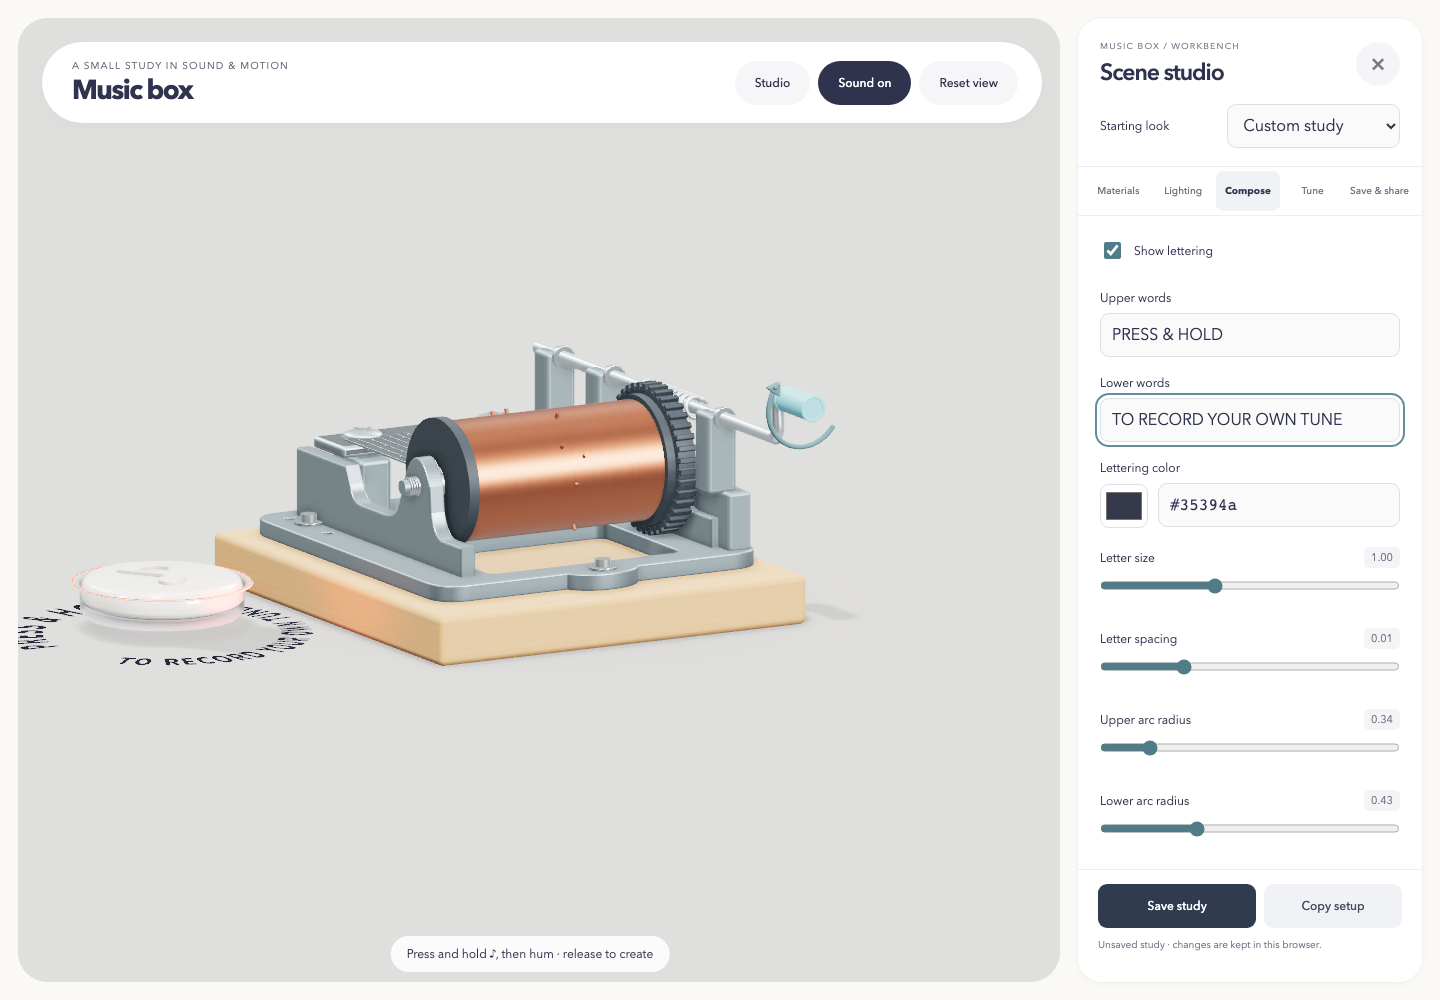 A SMALL STUDY IN SOUND & MOTION
Music box
Studio
Sound on
Reset view
TO RECORD YOUR
Press and hold ♪, then hum · release to create
MUSIC BOX / WORKBENCH
Scene studio
Starting look
Custom study
Materials
Lighting
Compose
Tune
Save & share
Show lettering
Upper words
PRESS & HOLD
Lower words
TO RECORD YOUR OWN TUNE
Lettering color
#35394a
Letter size
1.00
Letter spacing
0.01
Upper arc radius
0.34
Lower arc radius
0.43
Save study
Copy setup
Unsaved study · changes are kept in this browser.